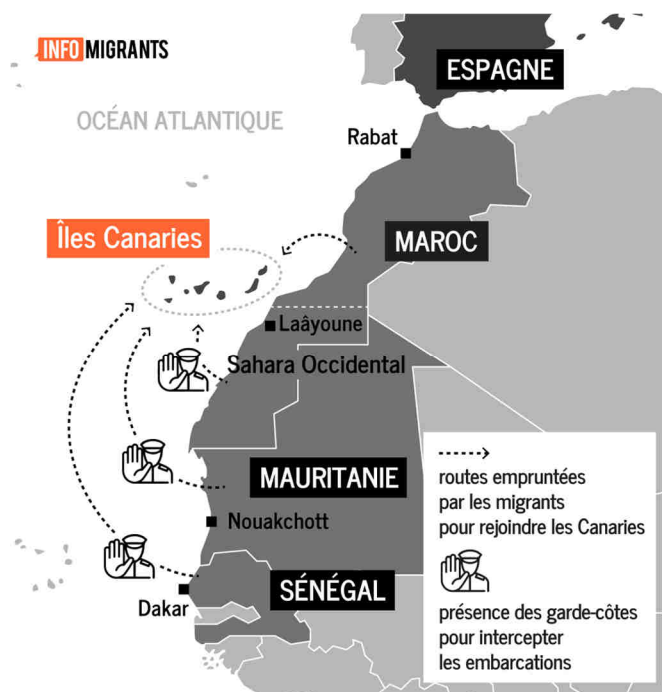 INFO MIGRANTS
ESPAGNE
OCÉAN ATLANTIQUE
Rabat
Îles Canaries
MAROC
Laâyoune
Sahara Occidental
MAURITANIE
Nouakchott
SÉNÉGAL
Dakar
routes empruntées
par les migrants
pour rejoindre les Canaries
présence des garde-côtes
pour intercepter
les embarcations